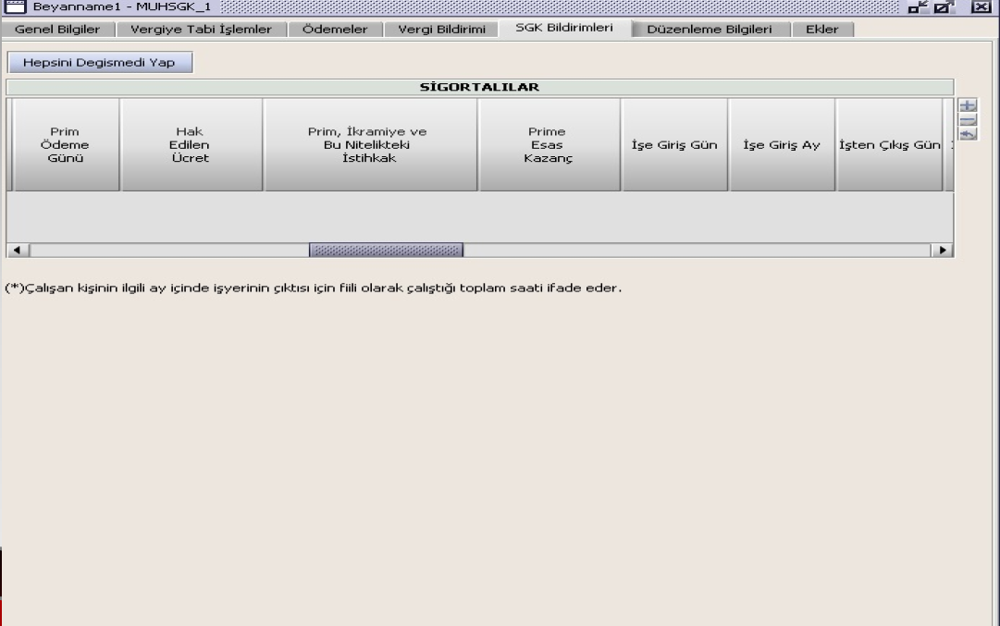 Beyanname1 - MUHSGK_1
Genel Bilgiler Vergiye Tabi İşlemler Ödemeler Vergi Bildirimi SGK Bildirimleri Düzenleme Bilgileri Ekler
Hepsini Degismedi Yap
SİGORTALILAR
Prim
Ödeme
Günü
Hak
Edilen
Ücret
Prim, İkramiye ve
Bu Nitelikteki
İstihkak
Prime
Esas
Kazanç
İşe Giriş Gün
İşe Giriş Ay
İşten Çıkış Gün
(*)Çalışan kişinin ilgili ay içinde işyerinin çıktısı için fiili olarak çalıştığı toplam saati ifade eder.